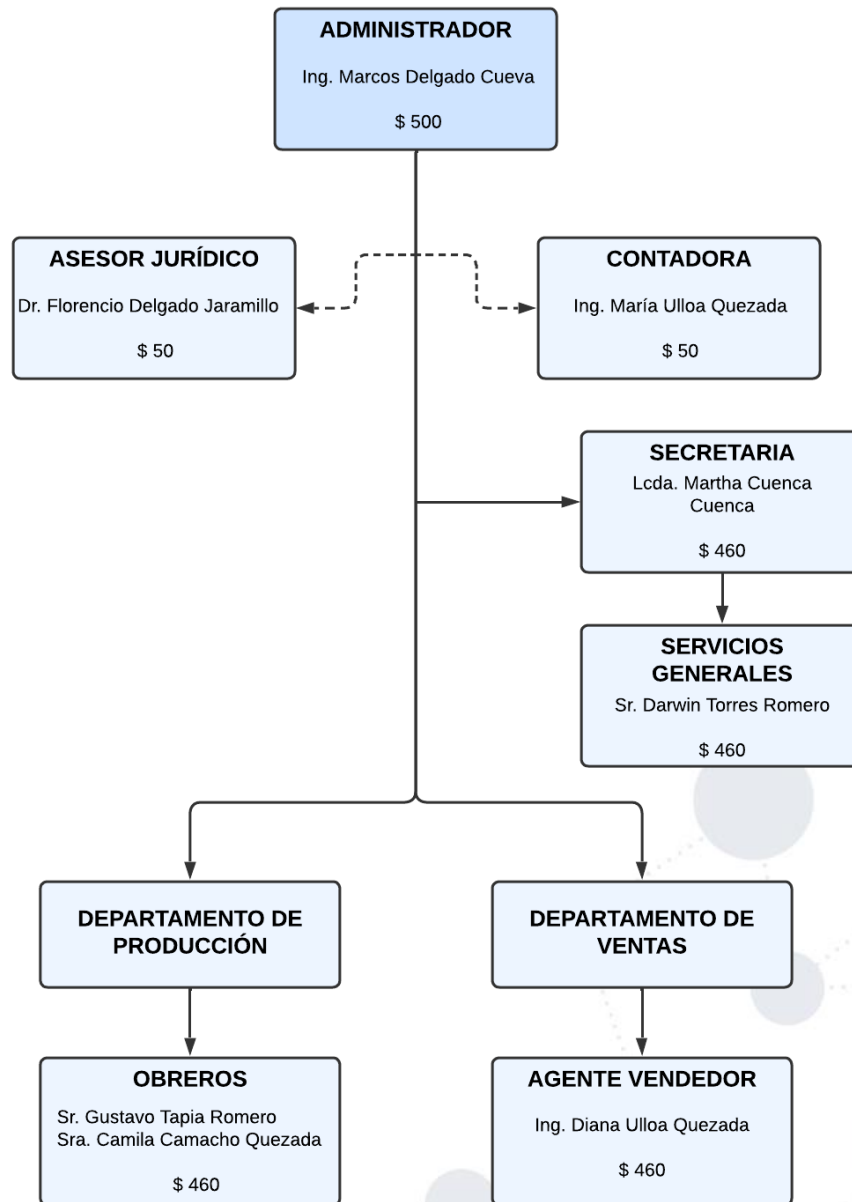 ADMINISTRADOR
Ing. Marcos Delgado Cueva
$ 500
ASESOR JURÍDICO
Dr. Florencio Delgado Jaramillo
$ 50
CONTADORA
Ing. María Ulloa Quezada
$ 50
SECRETARIA
Lcda. Martha Cuenca
Cuenca
$ 460
SERVICIOS
GENERALES
Sr. Darwin Torres Romero
$ 460
DEPARTAMENTO DE
PRODUCCIÓN
DEPARTAMENTO DE
VENTAS
OBREROS
Sr. Gustavo Tapia Romero
Sra. Camila Camacho Quezada
$ 460
AGENTE VENDEDOR
Ing. Diana Ulloa Quezada
$ 460